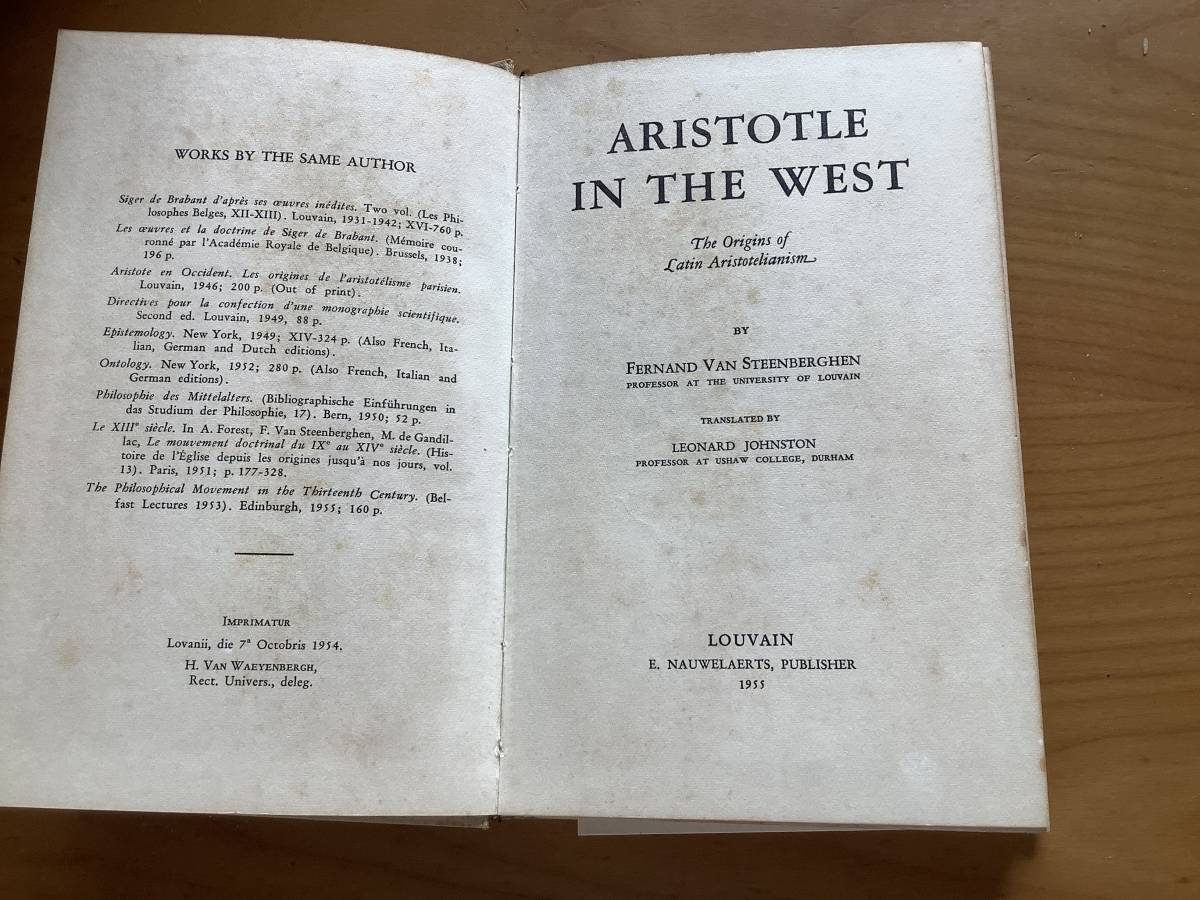 WORKS BY THE SAME AUTHOR
Siger de Brabant d'après ses œuvres inédites. Two vol. (Les Phi-
losophes Belges, XII-XIII). Louvain, 1931-1942; XVI-760 p.
Les œuvres et la doctrine de Siger de Brabant. (Mémoire cou-
ronné par l'Académie Royale de Belgique). Brussels, 1938;
196 p.
Aristote en Occident. Les origines de l'aristotélisme parisien.
Louvain, 1946; 200 p. (Out of print).
Directives pour la confection d'une monographie scientifique.
Second ed. Louvain, 1949, 88 p.
Epistemology. New York, 1949; XIV-324 p. (Also French, Ita-
lian, German and Dutch editions).
Ontology. New York, 1952; 280 p. (Also French, Italian and
German editions).
Philosophie des Mittelalters. (Bibliographische Einführungen in
das Studium der Philosophie, 17). Bern, 1950; 52 p.
Le XIIIe siècle. In A. Forest, F. Van Steenberghen, M. de Gandil-
lac, Le mouvement doctrinal du IXe au XIVe siècle. (His-
toire de l'Église depuis les origines jusqu'à nos jours, vol.
13). Paris, 1951; p. 177-328.
The Philosophical Movement in the Thirteenth Century. (Bel-
fast Lectures 1953). Edinburgh, 1955; 160 p.
IMPRIMATUR
Lovanii, die 7a Octobris 1954.
H. VAN WAEYENBERGH,
Rect. Univers., deleg.
ARISTOTLE
IN THE WEST
The Origins of
Latin Aristotelianism
BY
FERNAND VAN STEENBERGHEN
PROFESSOR AT THE UNIVERSITY OF LOUVAIN
TRANSLATED BY
LEONARD JOHNSTON
PROFESSOR AT USHAW COLLEGE, DURHAM
LOUVAIN
E. NAUWELAERTS, PUBLISHER
1955